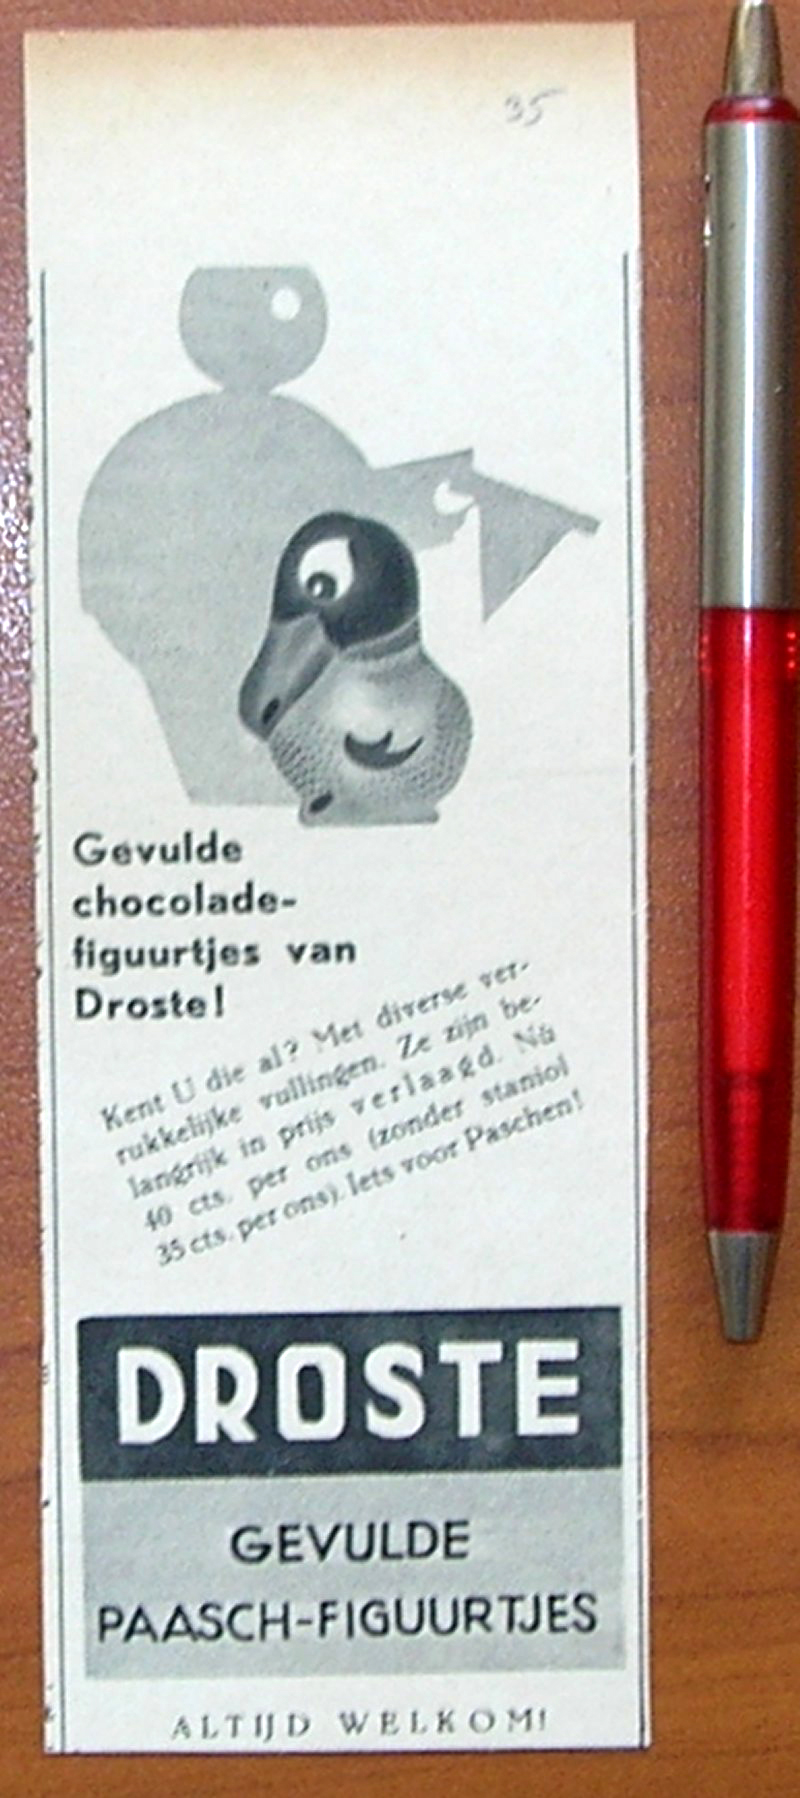 35
Gevulde
chocolade-
figuurtjes van
Droste!
Kent U die al? Met diverse ver-
rukkelijke vullingen. Ze zijn be-
langrijk in prijs verlaagd. Nú
40 cts. per ons (zonder staniol
35 cts. per ons). Iets voor Paschen!
DROSTE
GEVULDE
PAASCH-FIGUURTJES
ALTIJD WELKOM!